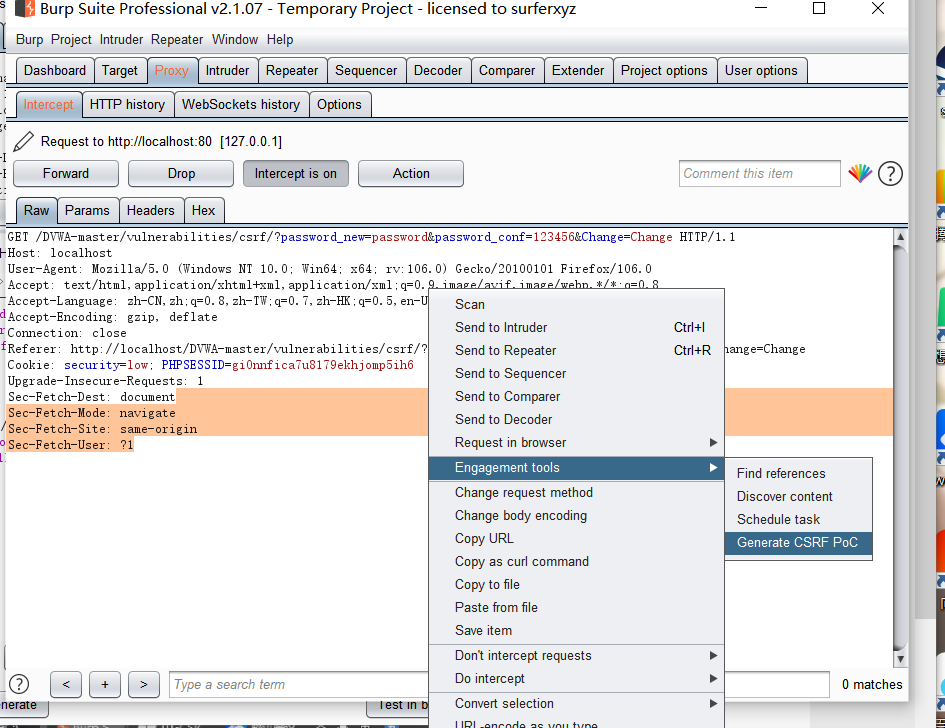 Burp Suite Professional v2.1.07 - Temporary Project - licensed to surferxyz
Burp Project Intruder Repeater Window Help
Dashboard Target Proxy Intruder Repeater Sequencer Decoder Comparer Extender Project options User options
Intercept HTTP history WebSockets history Options
Request to http://localhost:80 [127.0.0.1]
Forward Drop Intercept is on Action Comment this item ?
Raw Params Headers Hex
GET /DVWA-master/vulnerabilities/csrf/?password_new=password&password_conf=123456&Change=Change HTTP/1.1
Host: localhost
User-Agent: Mozilla/5.0 (Windows NT 10.0; Win64; x64; rv:106.0) Gecko/20100101 Firefox/106.0
Accept: text/html,application/xhtml+xml,application/xml;q=0.9,image/avif,image/webp,*/*;q=0.8
Accept-Language: zh-CN,zh;q=0.8,zh-TW;q=0.7,zh-HK;q=0.5,en-U
Accept-Encoding: gzip, deflate
Connection: close
Referer: http://localhost/DVWA-master/vulnerabilities/csrf/? hange=Change
Cookie: security=low; PHPSESSID=gi0nnfica7u8179ekhjomp5ih6
Upgrade-Insecure-Requests: 1
Sec-Fetch-Dest: document
Sec-Fetch-Mode: navigate
Sec-Fetch-Site: same-origin
Sec-Fetch-User: ?1
Scan
Send to Intruder Ctrl+I
Send to Repeater Ctrl+R
Send to Sequencer
Send to Comparer
Send to Decoder
Request in browser
Engagement tools
Change request method
Change body encoding
Copy URL
Copy as curl command
Copy to file
Paste from file
Save item
Don't intercept requests
Do intercept
Convert selection
URL-encode as you type
Find references
Discover content
Schedule task
Generate CSRF PoC
? < + > Type a search term 0 matches
nerate Test in b